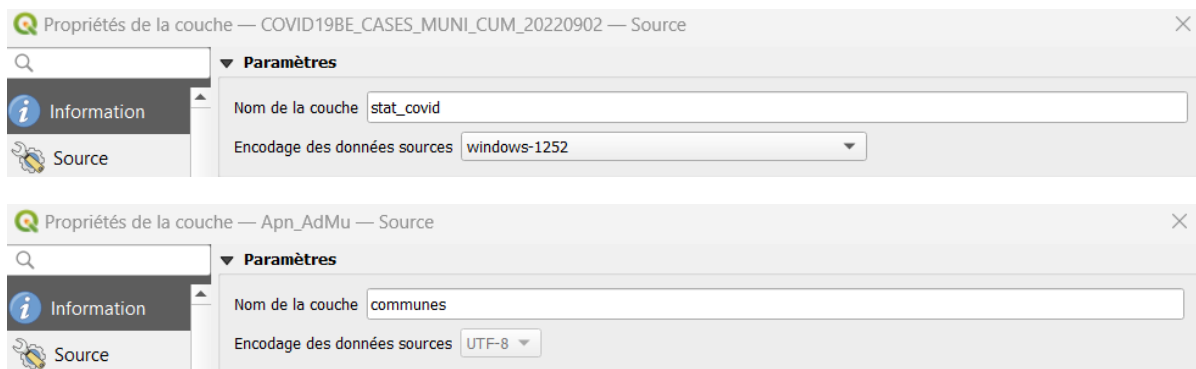 Propriétés de la couche — COVID19BE_CASES_MUNI_CUM_20220902 — Source
Paramètres
Information
Nom de la couche stat_covid
Source
Encodage des données sources windows-1252
Propriétés de la couche — Apn_AdMu — Source
Paramètres
Information
Nom de la couche communes
Source
Encodage des données sources UTF-8